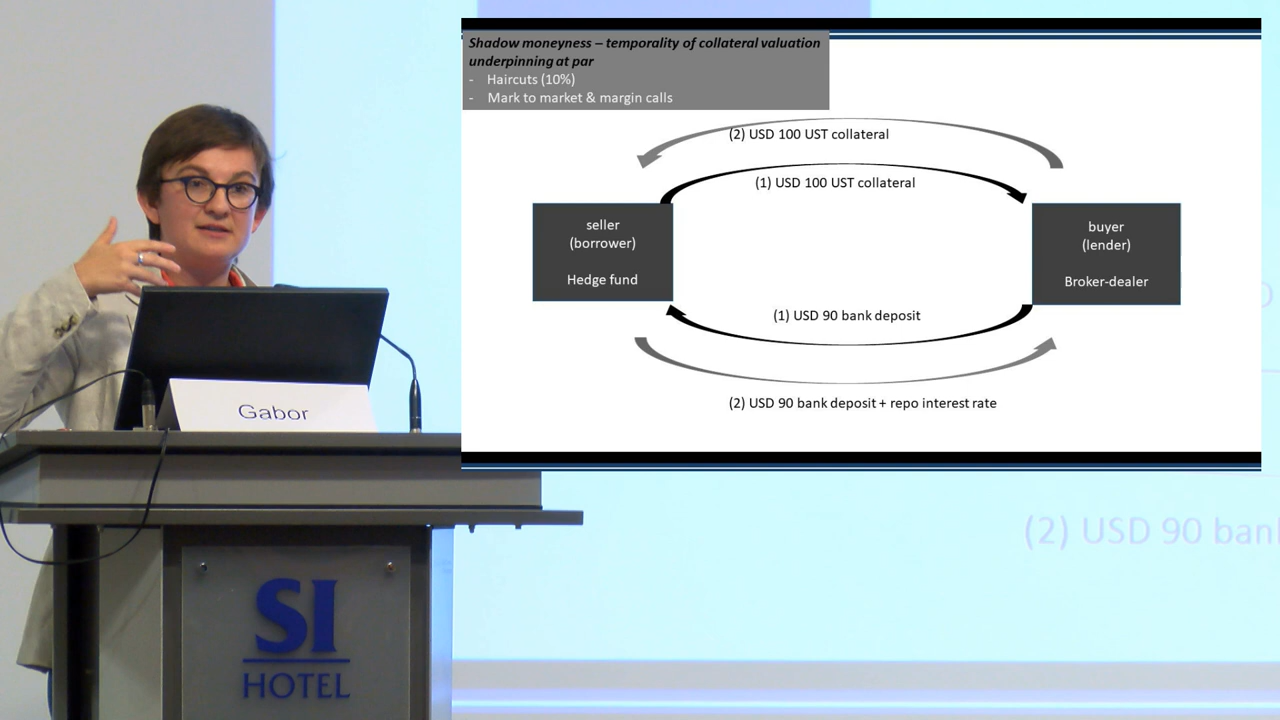 Shadow moneyness – temporality of collateral valuation
underpinning at par
- Haircuts (10%)
- Mark to market & margin calls
(2) USD 100 UST collateral
(1) USD 100 UST collateral
seller
(borrower)
Hedge fund
buyer
(lender)
Broker-dealer
(1) USD 90 bank deposit
(2) USD 90 bank deposit + repo interest rate
Gabor
(2) USD 90 ban
SI
HOTEL